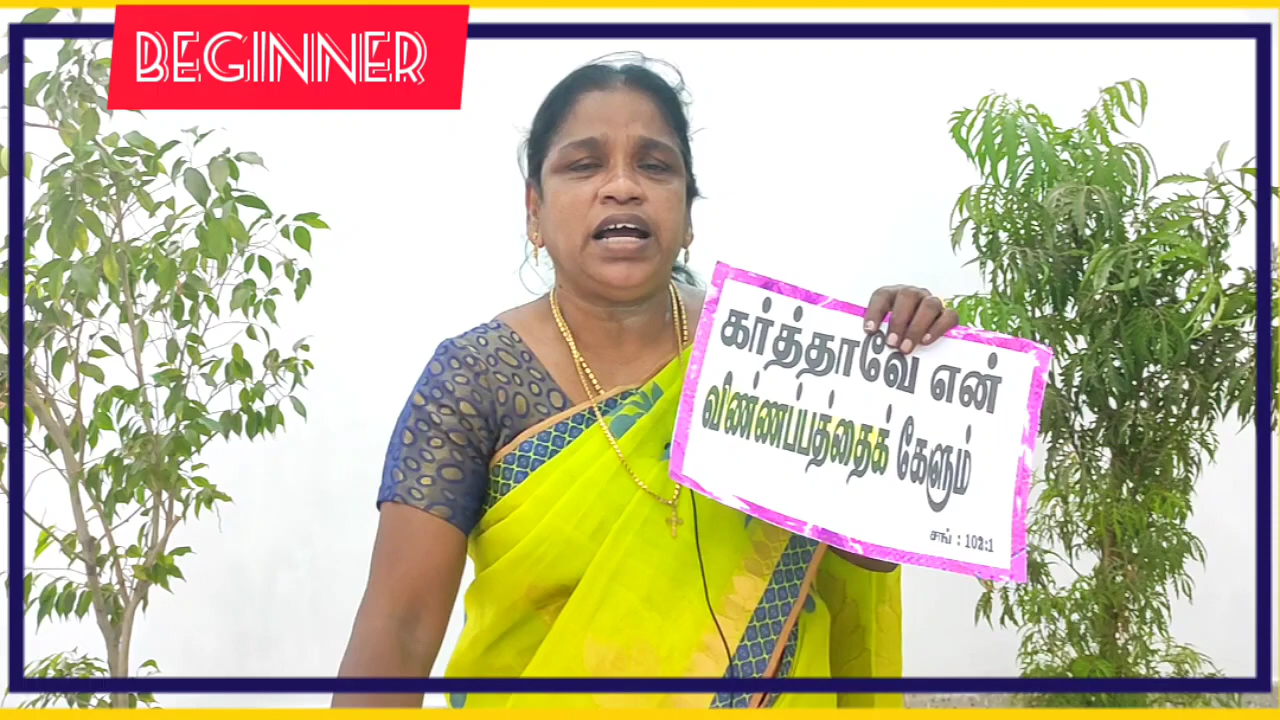 BEGINNER
கர்த்தாவே என்
விண்ணப்பத்தைக் கேளும்
சங் : 102:1